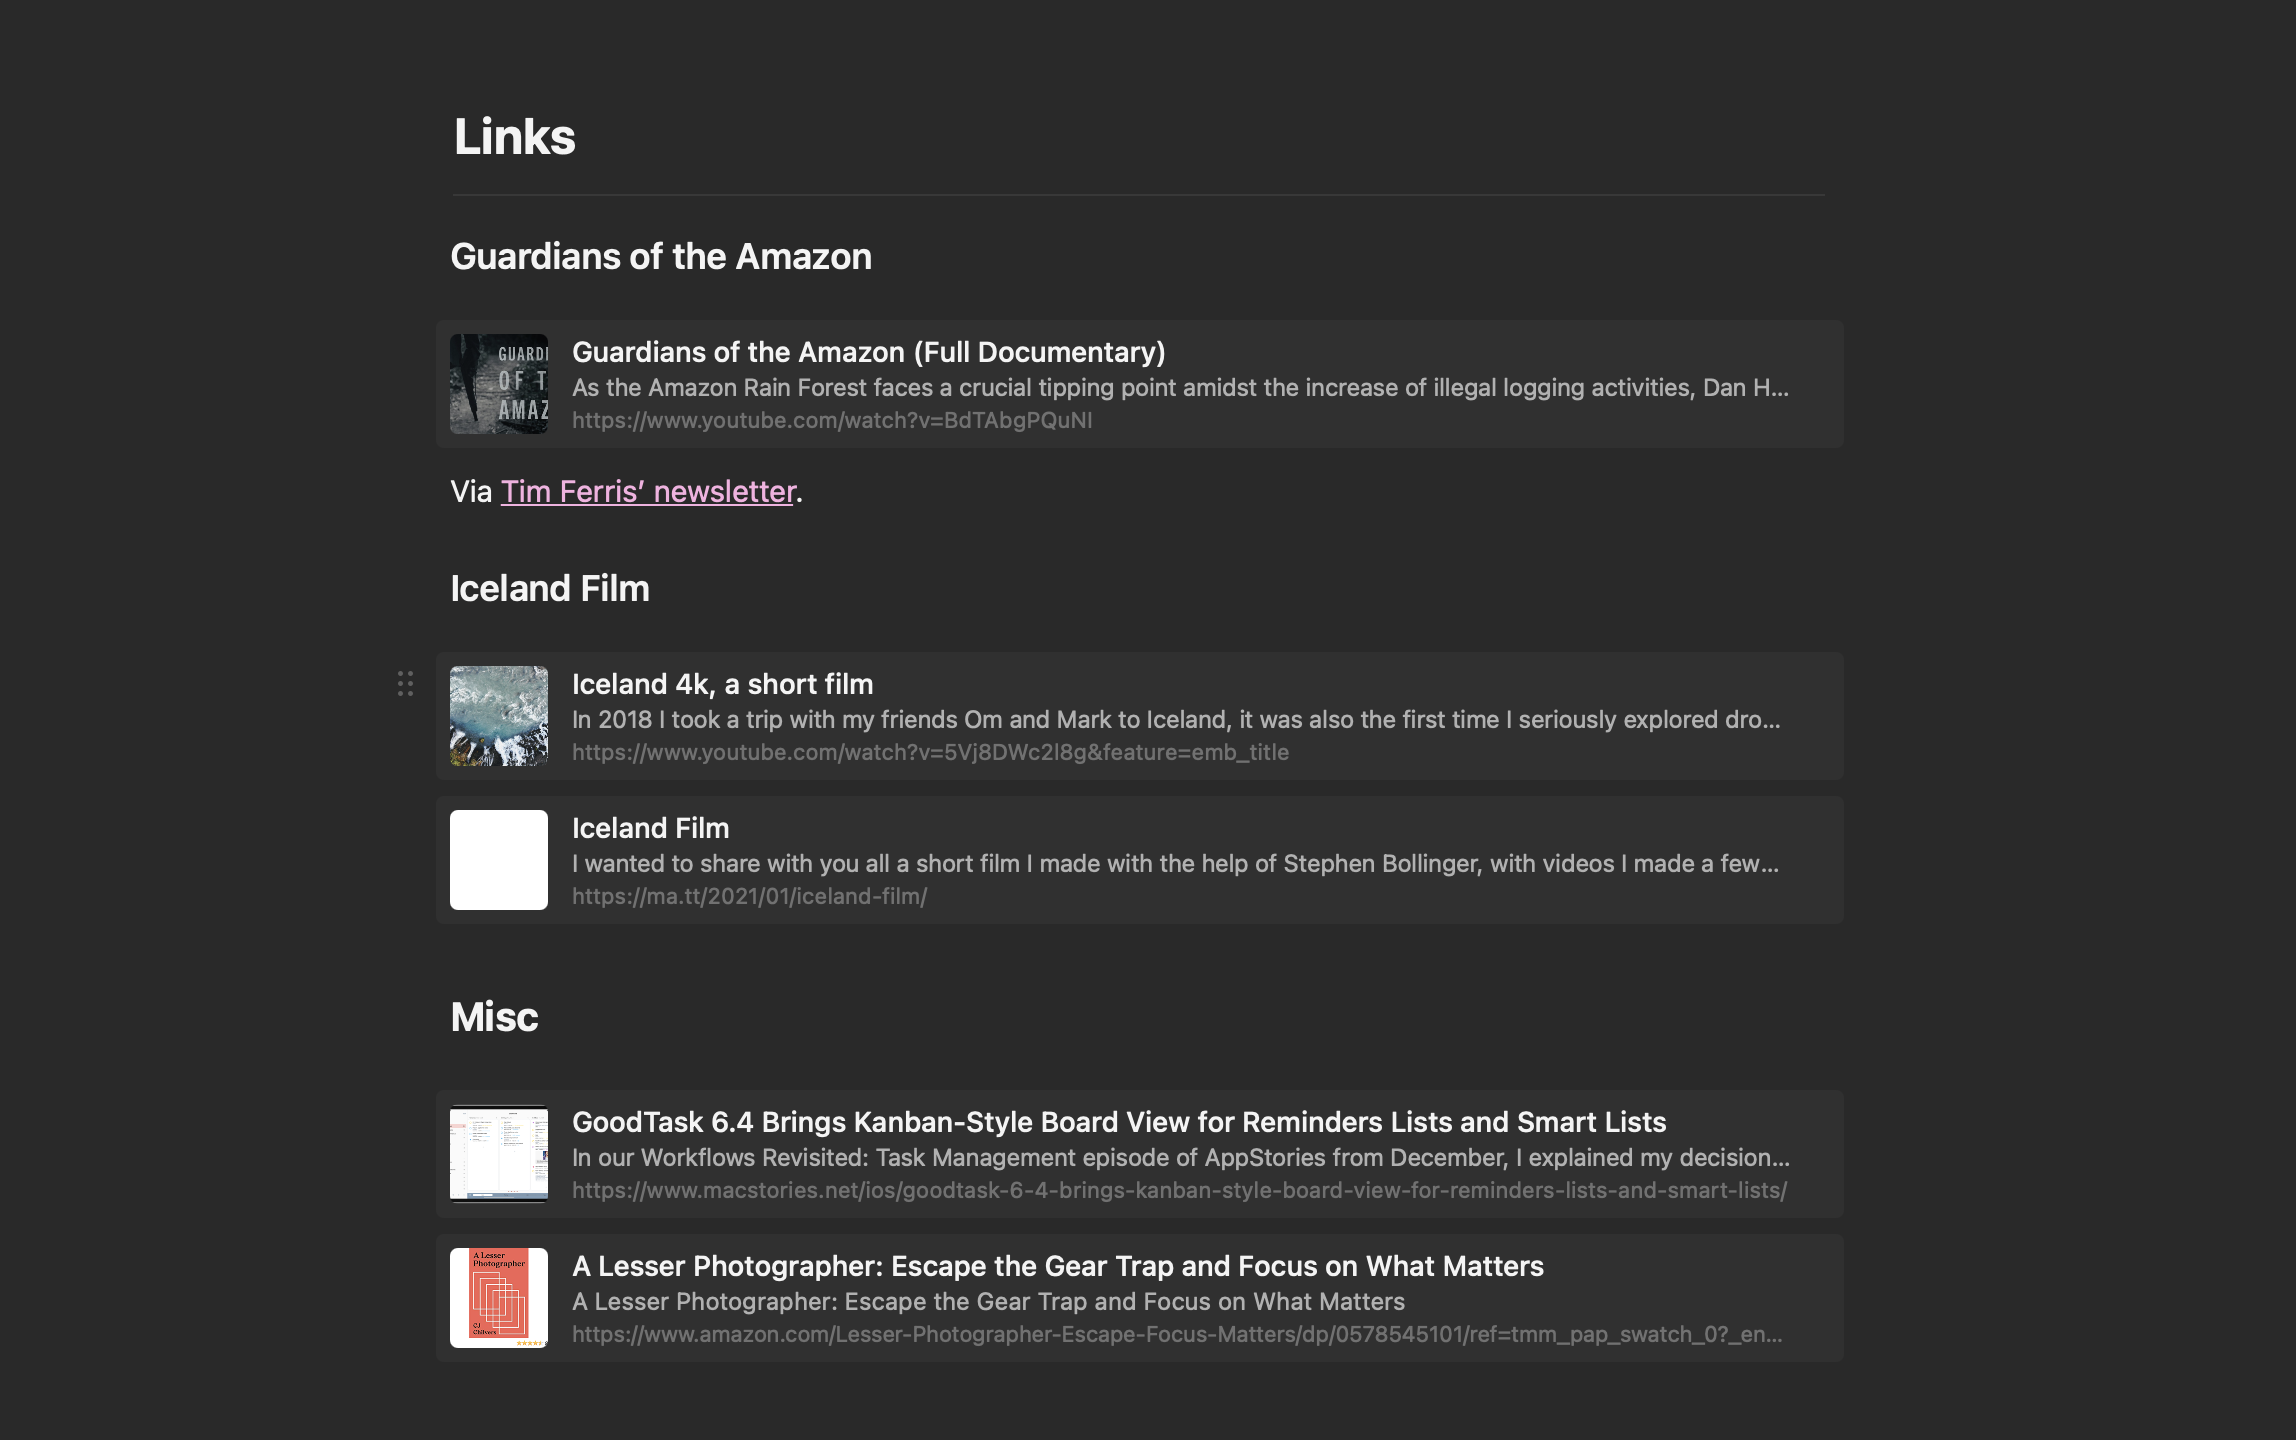 Links
Guardians of the Amazon
GUARDI
OF T
AMAZ
Guardians of the Amazon (Full Documentary)
As the Amazon Rain Forest faces a crucial tipping point amidst the increase of illegal logging activities, Dan H...
https://www.youtube.com/watch?v=BdTAbgPQuNI
Via Tim Ferris’ newsletter.
Iceland Film
Iceland 4k, a short film
In 2018 I took a trip with my friends Om and Mark to Iceland, it was also the first time I seriously explored dro...
https://www.youtube.com/watch?v=5Vj8DWc2l8g&feature=emb_title
Iceland Film
I wanted to share with you all a short film I made with the help of Stephen Bollinger, with videos I made a few...
https://ma.tt/2021/01/iceland-film/
Misc
GoodTask 6.4 Brings Kanban-Style Board View for Reminders Lists and Smart Lists
In our Workflows Revisited: Task Management episode of AppStories from December, I explained my decision...
https://www.macstories.net/ios/goodtask-6-4-brings-kanban-style-board-view-for-reminders-lists-and-smart-lists/
A Lesser
Photographer
CJ
Chilvers
A Lesser Photographer: Escape the Gear Trap and Focus on What Matters
A Lesser Photographer: Escape the Gear Trap and Focus on What Matters
https://www.amazon.com/Lesser-Photographer-Escape-Focus-Matters/dp/0578545101/ref=tmm_pap_swatch_0?_en...